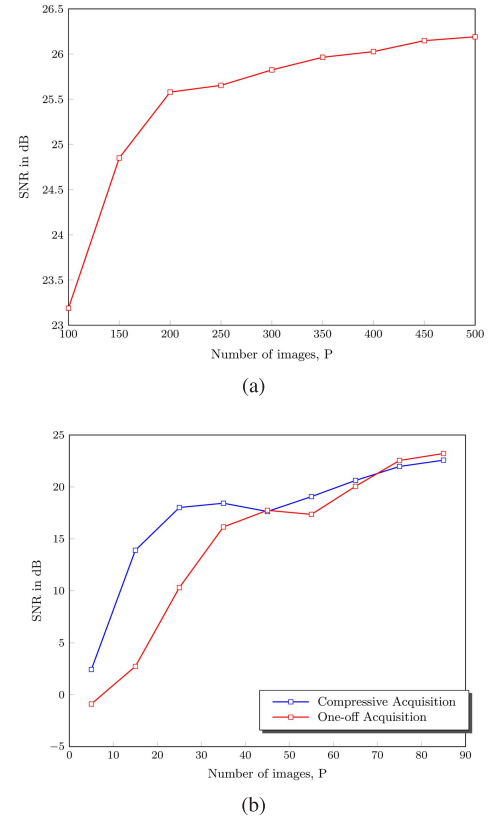 26.5
26
25.5
25
24.5
24
23.5
23
SNR in dB
100 150 200 250 300 350 400 450 500
Number of images, P
(a)
25
20
15
10
5
0
−5
SNR in dB
Compressive Acquisition
One-off Acquisition
0 10 20 30 40 50 60 70 80 90
Number of images, P
(b)